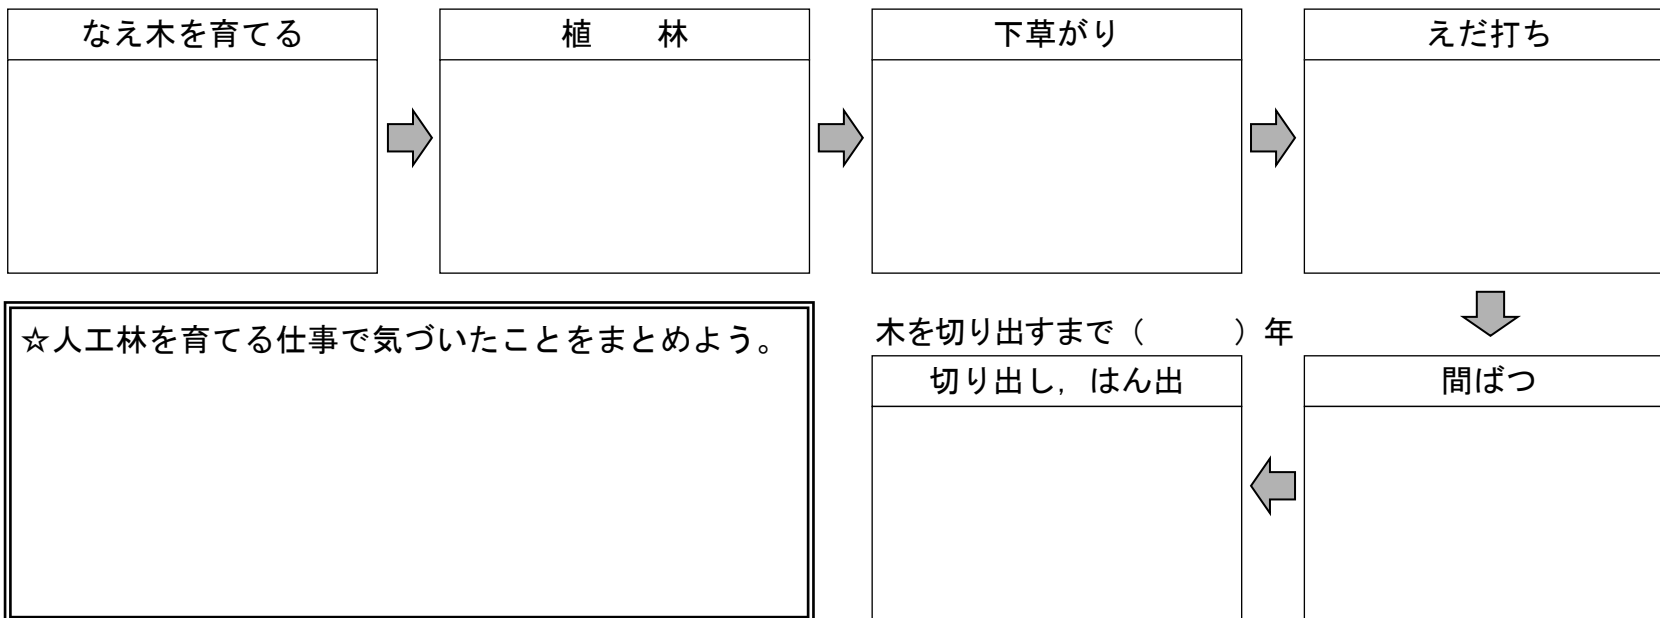 なえ木を育てる
植　　林
下草がり
えだ打ち
☆人工林を育てる仕事で気づいたことをまとめよう。
木を切り出すまで（　　　）年
切り出し，はん出
間ばつ